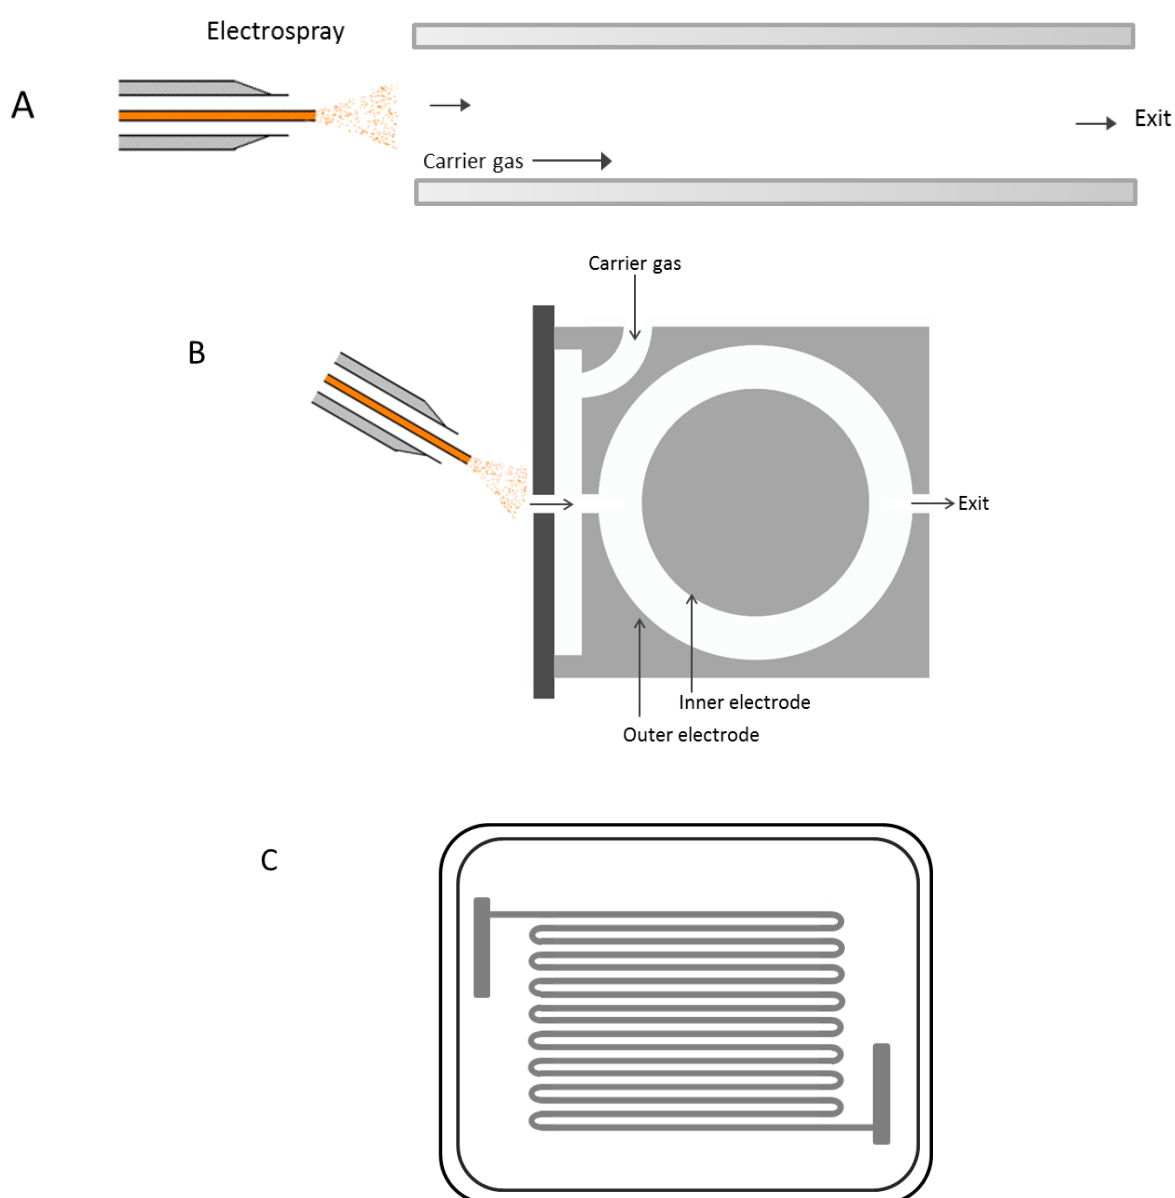 Electrospray
A
Exit
Carrier gas
Carrier gas
B
Exit
Inner electrode
Outer electrode
C